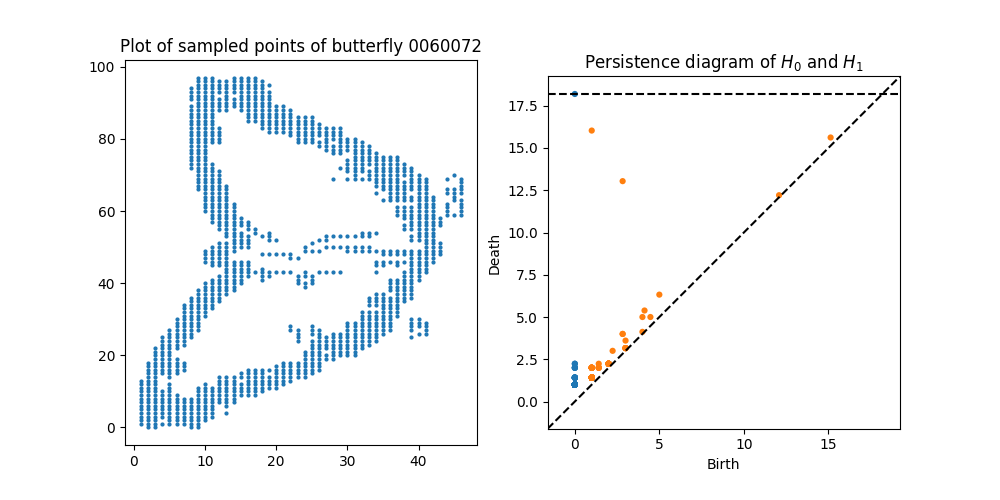 Plot of sampled points of butterfly 0060072
100
80
60
40
20
0
0 10 20 30 40
Persistence diagram of $H_0$ and $H_1$
17.5
15.0
12.5
10.0
7.5
5.0
2.5
0.0
Death
0 5 10 15
Birth